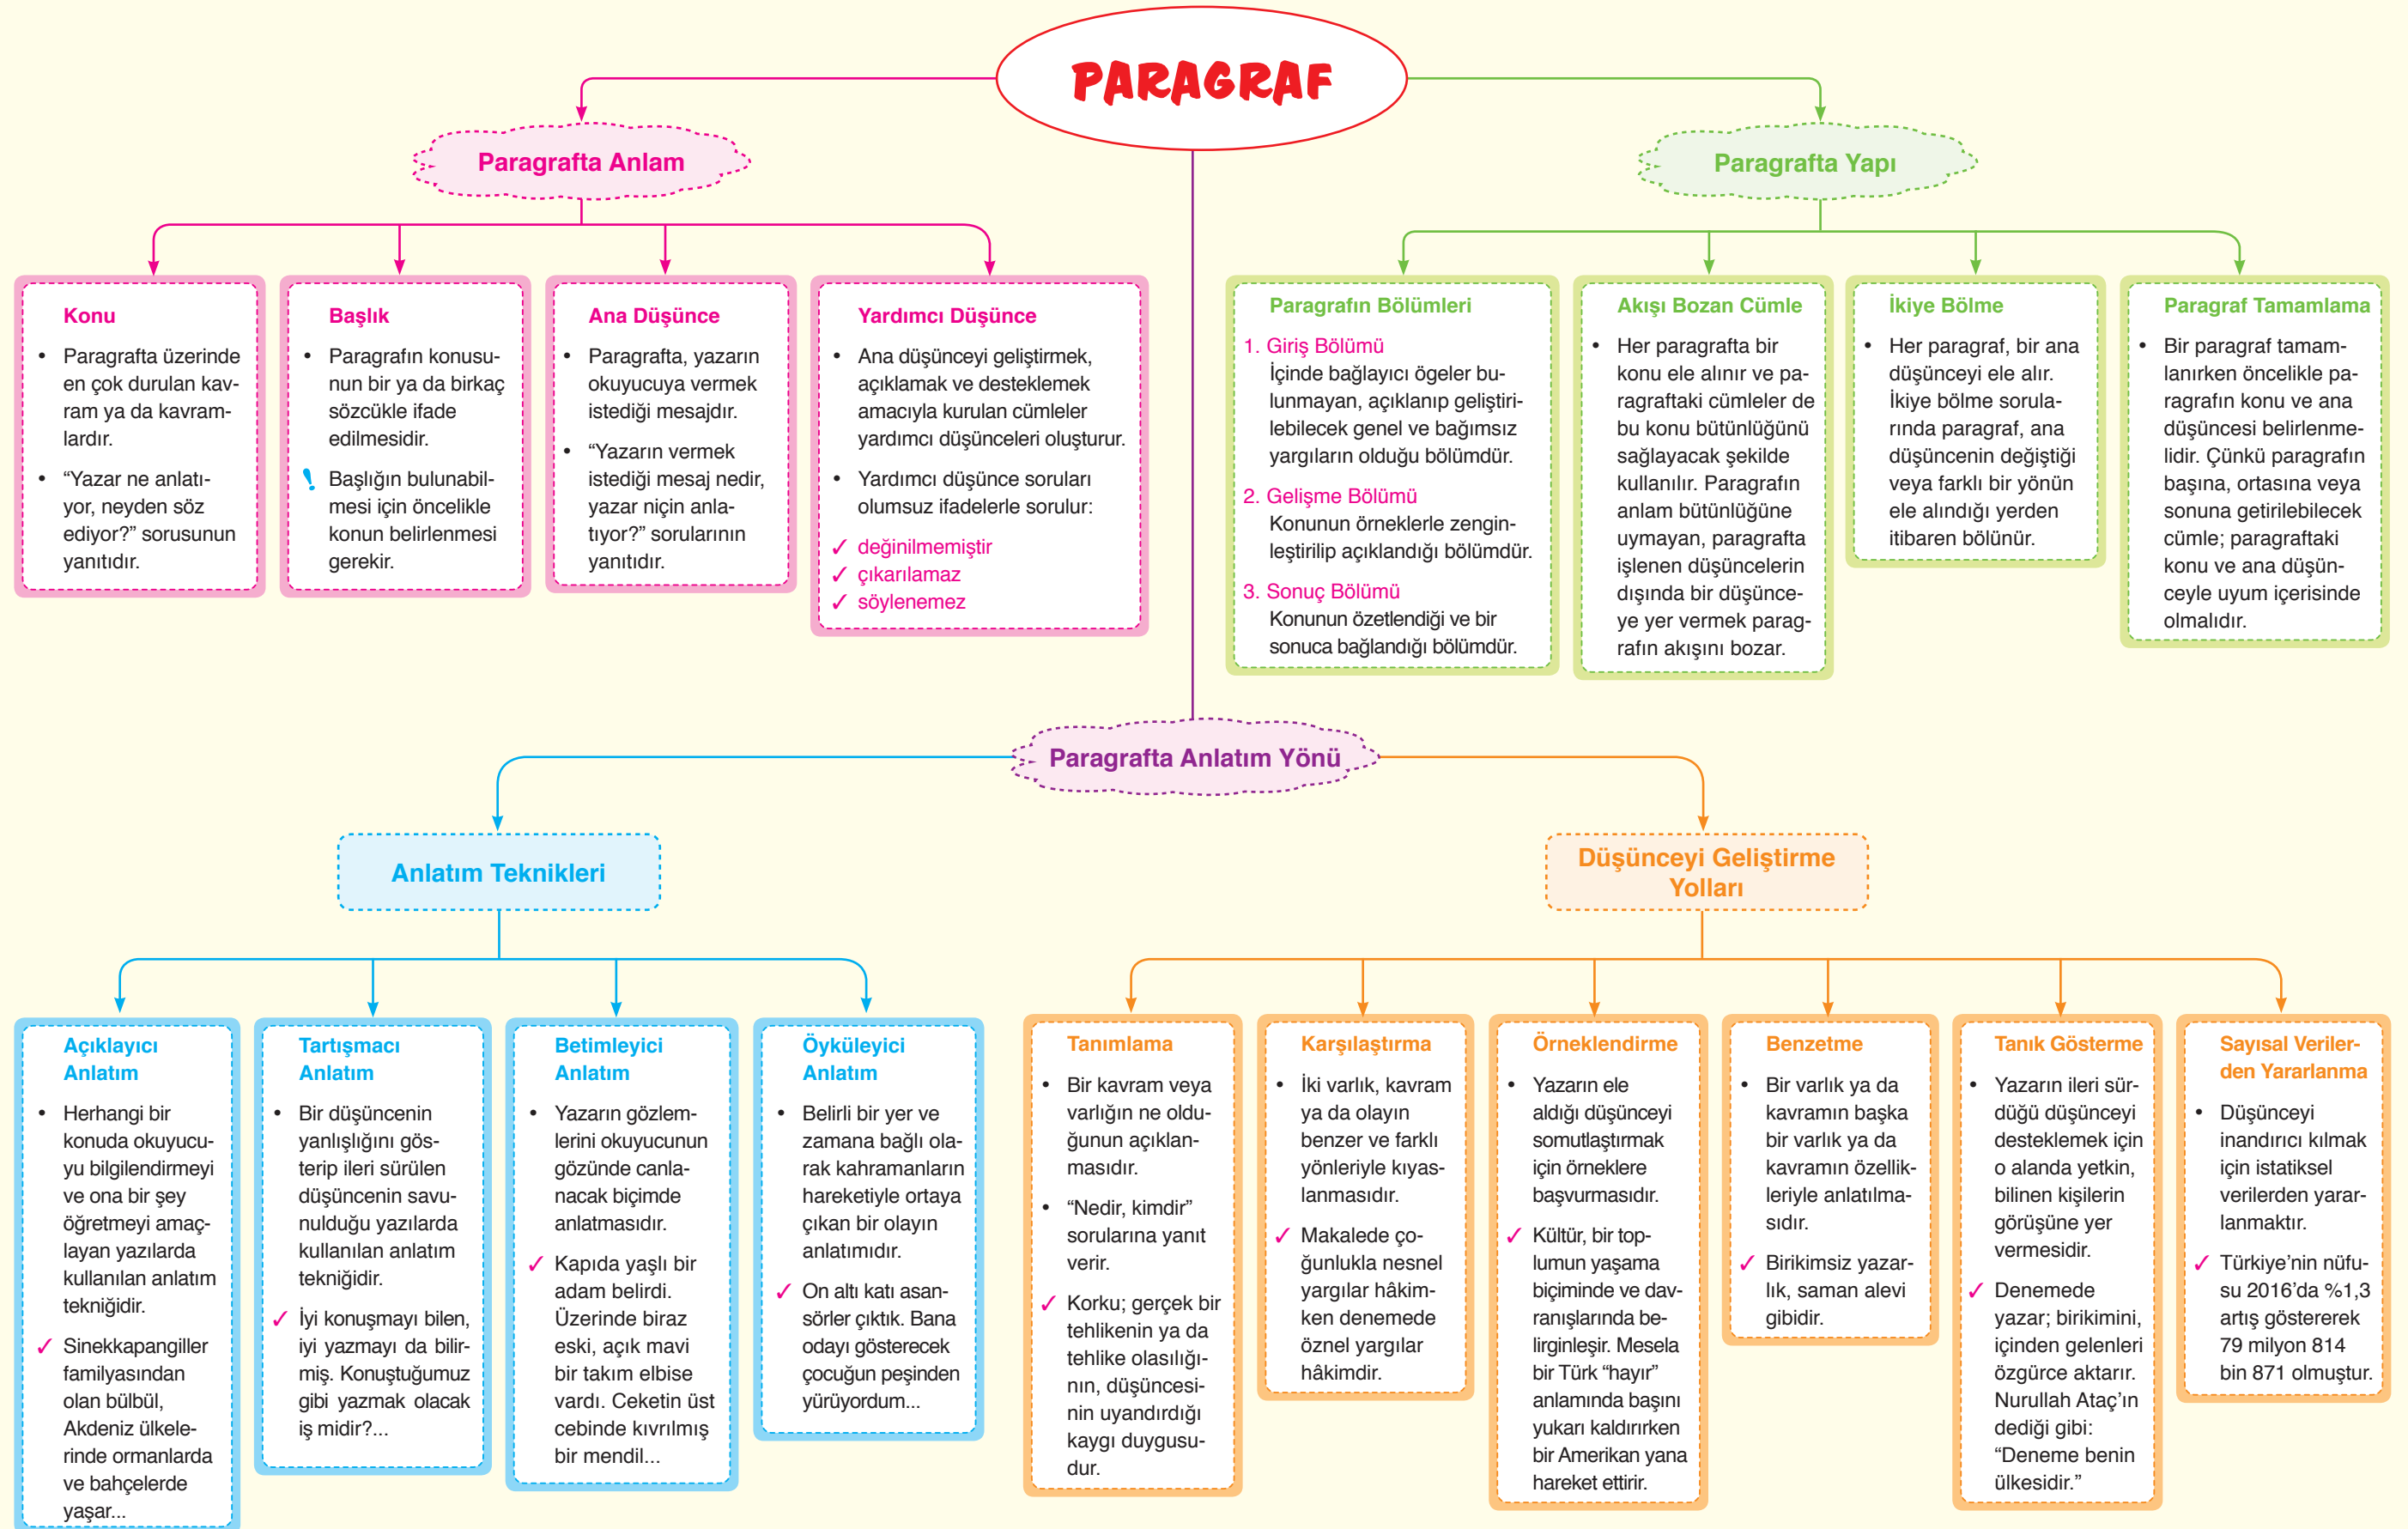 PARAGRAF
Paragrafta Anlam
Konu
• Paragrafta üzerinde
en çok durulan kav-
ram ya da kavram-
lardır.
• “Yazar ne anlatı-
yor, neyden söz
ediyor?” sorusunun
yanıtıdır.
Başlık
• Paragrafın konusu-
nun bir ya da birkaç
sözcükle ifade
edilmesidir.
! Başlığın bulunabil-
mesi için öncelikle
konun belirlenmesi
gerekir.
Ana Düşünce
• Paragrafta, yazarın
okuyucuya vermek
istediği mesajdır.
• “Yazarın vermek
istediği mesaj nedir,
yazar niçin anla-
tıyor?” sorularının
yanıtıdır.
Yardımcı Düşünce
• Ana düşünceyi geliştirmek,
açıklamak ve desteklemek
amacıyla kurulan cümleler
yardımcı düşünceleri oluşturur.
• Yardımcı düşünce soruları
olumsuz ifadelerle sorulur:
✓ değinilmemiştir
✓ çıkarılamaz
✓ söylenemez
Paragrafta Yapı
Paragrafın Bölümleri
1. Giriş Bölümü
İçinde bağlayıcı ögeler bu-
lunmayan, açıklanıp geliştiri-
lebilecek genel ve bağımsız
yargıların olduğu bölümdür.
2. Gelişme Bölümü
Konunun örneklerle zengin-
leştirilip açıklandığı bölümdür.
3. Sonuç Bölümü
Konunun özetlendiği ve bir
sonuca bağlandığı bölümdür.
Akışı Bozan Cümle
• Her paragrafta bir
konu ele alınır ve pa-
ragraftaki cümleler de
bu konu bütünlüğünü
sağlayacak şekilde
kullanılır. Paragrafın
anlam bütünlüğüne
uymayan, paragrafta
işlenen düşüncelerin
dışında bir düşünce-
ye yer vermek parag-
rafın akışını bozar.
İkiye Bölme
• Her paragraf, bir ana
düşünceyi ele alır.
İkiye bölme sorula-
rında paragraf, ana
düşüncenin değiştiği
veya farklı bir yönün
ele alındığı yerden
itibaren bölünür.
Paragraf Tamamlama
• Bir paragraf tamam-
lanırken öncelikle pa-
ragrafın konu ve ana
düşüncesi belirlenme-
lidir. Çünkü paragrafın
başına, ortasına veya
sonuna getirilebilecek
cümle; paragraftaki
konu ve ana düşün-
ceyle uyum içerisinde
olmalıdır.
Paragrafta Anlatım Yönü
Anlatım Teknikleri
Açıklayıcı
Anlatım
• Herhangi bir
konuda okuyucu-
yu bilgilendirmeyi
ve ona bir şey
öğretmeyi amaç-
layan yazılarda
kullanılan anlatım
tekniğidir.
✓ Sinekkapangiller
familyasından
olan bülbül,
Akdeniz ülkele-
rinde ormanlarda
ve bahçelerde
yaşar...
Tartışmacı
Anlatım
• Bir düşüncenin
yanlışlığını gös-
terip ileri sürülen
düşüncenin savu-
nulduğu yazılarda
kullanılan anlatım
tekniğidir.
✓ İyi konuşmayı bilen,
iyi yazmayı da bilir-
miş. Konuştuğumuz
gibi yazmak olacak
iş midir?...
Betimleyici
Anlatım
• Yazarın gözlem-
lerini okuyucunun
gözünde canla-
nacak biçimde
anlatmasıdır.
✓ Kapıda yaşlı bir
adam belirdi.
Üzerinde biraz
eski, açık mavi
bir takım elbise
vardı. Ceketin üst
cebinde kıvrılmış
bir mendil...
Öyküleyici
Anlatım
• Belirli bir yer ve
zamana bağlı ola-
rak kahramanların
hareketiyle ortaya
çıkan bir olayın
anlatımıdır.
✓ On altı katı asan-
sörler çıktık. Bana
odayı gösterecek
çocuğun peşinden
yürüyordum...
Düşünceyi Geliştirme
Yolları
Tanımlama
• Bir kavram veya
varlığın ne oldu-
ğunun açıklan-
masıdır.
• “Nedir, kimdir”
sorularına yanıt
verir.
✓ Korku; gerçek bir
tehlikenin ya da
tehlike olasılığı-
nın, düşüncesi-
nin uyandırdığı
kaygı duygusu-
dur.
Karşılaştırma
• İki varlık, kavram
ya da olayın
benzer ve farklı
yönleriyle kıyas-
lanmasıdır.
✓ Makalede ço-
ğunlukla nesnel
yargılar hâkim-
ken denemede
öznel yargılar
hâkimdir.
Örneklendirme
• Yazarın ele
aldığı düşünceyi
somutlaştırmak
için örneklere
başvurmasıdır.
✓ Kültür, bir top-
lumun yaşama
biçiminde ve dav-
ranışlarında be-
lirginleşir. Mesela
bir Türk “hayır”
anlamında başını
yukarı kaldırırken
bir Amerikan yana
hareket ettirir.
Benzetme
• Bir varlık ya da
kavramın başka
bir varlık ya da
kavramın özellik-
leriyle anlatılma-
sıdır.
✓ Birikimsiz yazar-
lık, saman alevi
gibidir.
Tanık Gösterme
• Yazarın ileri sür-
düğü düşünceyi
desteklemek için
o alanda yetkin,
bilinen kişilerin
görüşüne yer
vermesidir.
✓ Denemede
yazar; birikimini,
içinden gelenleri
özgürce aktarır.
Nurullah Ataç’ın
dediği gibi:
“Deneme benin
ülkesidir.”
Sayısal Veriler-
den Yararlanma
• Düşünceyi
inandırıcı kılmak
için istatiksel
verilerden yarar-
lanmaktır.
✓ Türkiye’nin nüfu-
su 2016’da %1,3
artış göstererek
79 milyon 814
bin 871 olmuştur.